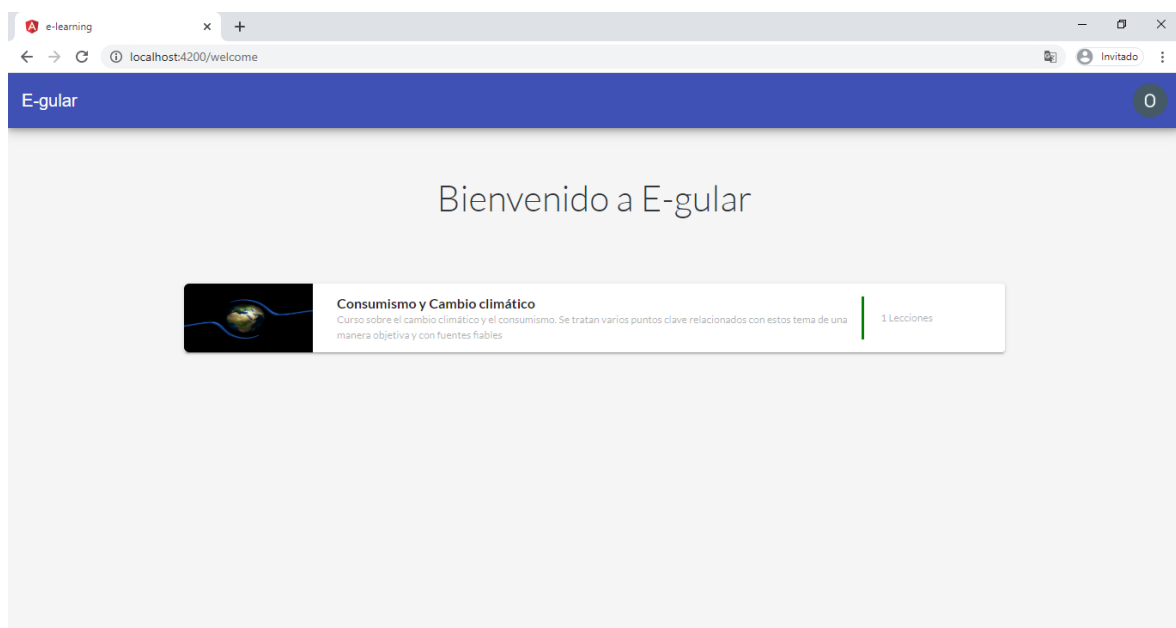 e-learning
localhost:4200/welcome
Invitado
E-gular
O
Bienvenido a E-gular
Consumismo y Cambio climático
Curso sobre el cambio climático y el consumismo. Se tratan varios puntos clave relacionados con estos tema de una
manera objetiva y con fuentes fiables
1 Lecciones